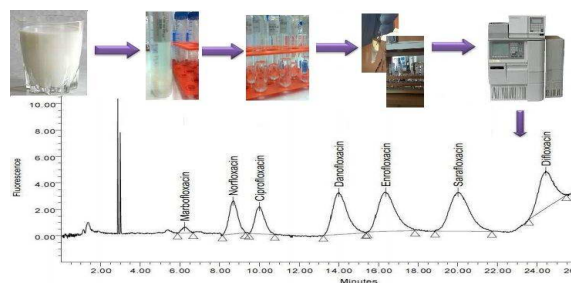 10.00
8.00
6.00
4.00
2.00
0.00
Fluorescence
Marbofloxacin
Norfloxacin
Ciprofloxacin
Danofloxacin
Enrofloxacin
Sarafloxacin
Difloxacin
2.00 4.00 6.00 8.00 10.00 12.00 14.00 16.00 18.00 20.00 22.00 24.00
Minutes